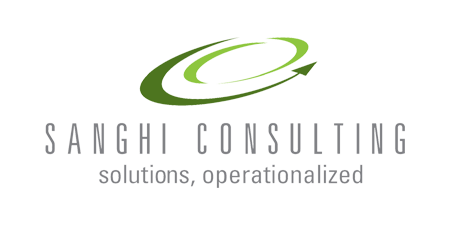 SANGHI CONSULTING
solutions, operationalized